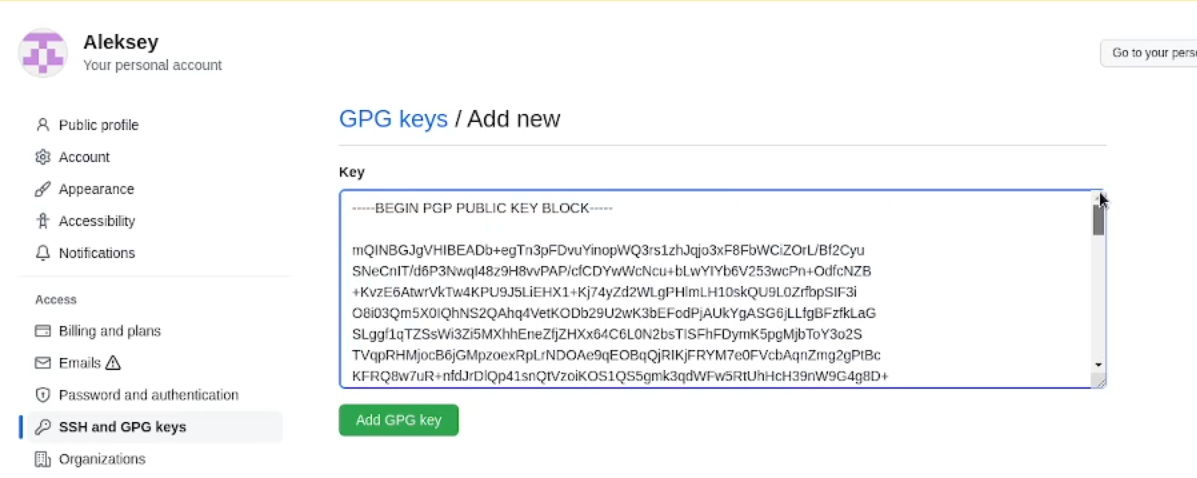 Aleksey
Your personal account
Go to your pers
Public profile
Account
Appearance
Accessibility
Notifications
Access
Billing and plans
Emails
Password and authentication
SSH and GPG keys
Organizations
GPG keys / Add new
Key
-----BEGIN PGP PUBLIC KEY BLOCK-----
mQINBGJgVHIBEADb+egTn3pFDvuYinopWQ3rs1zhJqjo3xF8FbWCiZOrL/Bf2Cyu
SNeCnIT/d6P3NwqI48z9H8vvPAP/cfCDYwWcNcu+bLwYIYb6V253wcPn+OdfcNZB
+KvzE6AtwrVkTw4KPU9J5LiEHX1+Kj74yZd2WLgPHlmLH10skQU9L0ZrfbpSIF3i
O8i03Qm5X0IQhNS2QAhq4VetKODb29U2wK3bEFodPjAUkYgASG6jLLfgBFzfkLaG
SLggf1qTZSsWi3Zi5MXhhEneZfjZHXx64C6L0N2bsTISFhFDymK5pgMjbToY3o2S
TVqpRHMjocB6jGMpzoexRpLrNDOAe9qEOBqQjRIKjFRYM7e0FVcbAqnZmg2gPtBc
KFRQ8w7uR+nfdJrDlQp41snQtVzoiKOS1QS5gmk3qdWFw5RtUhHcH39nW9G4g8D+
Add GPG key